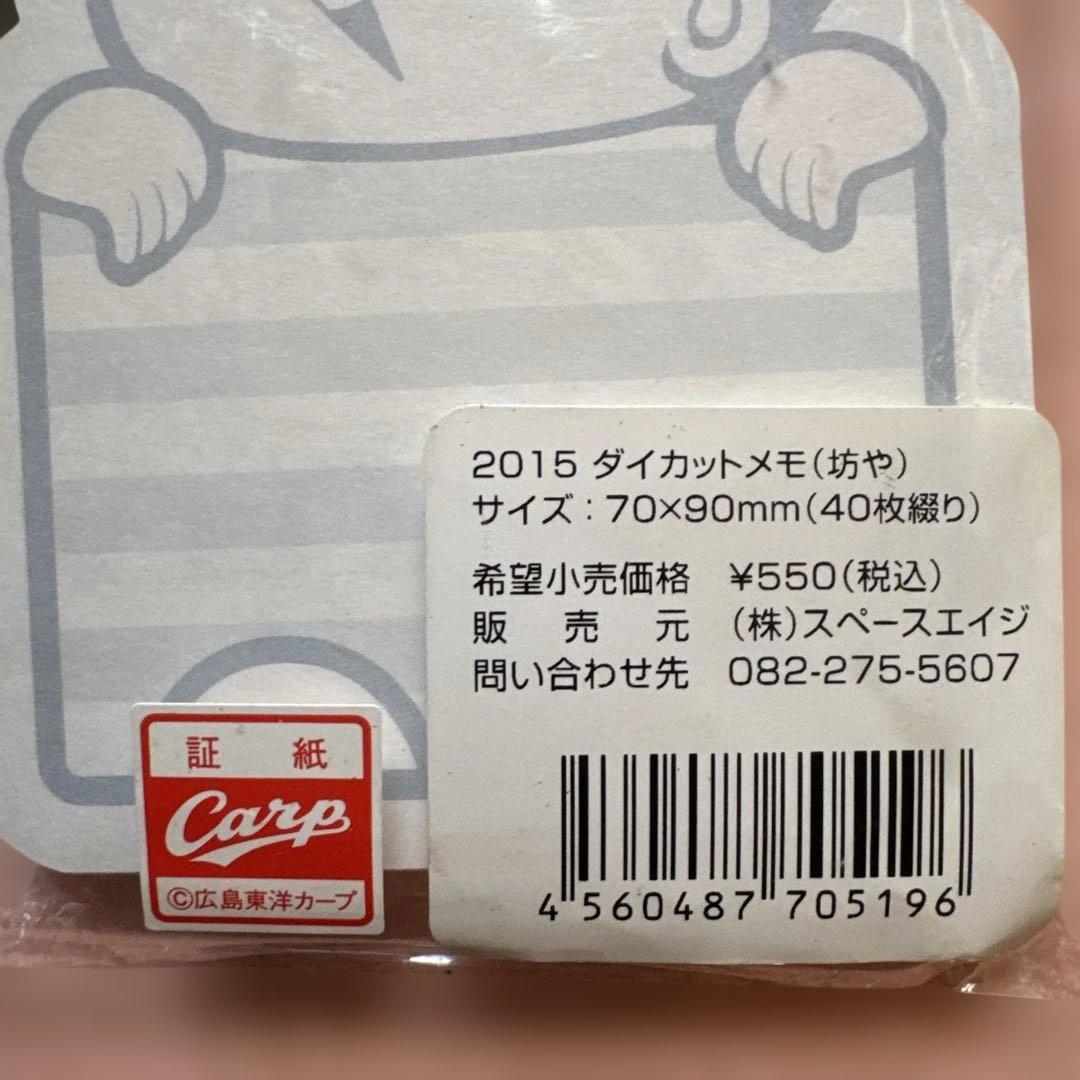 2015 ダイカットメモ(坊や)
サイズ：70×90mm(40枚綴り)
希望小売価格 ¥550(税込)
販売元 (株)スペースエイジ
問い合わせ先 082-275-5607
4 560487 705196
証紙
Carp
©広島東洋カープ